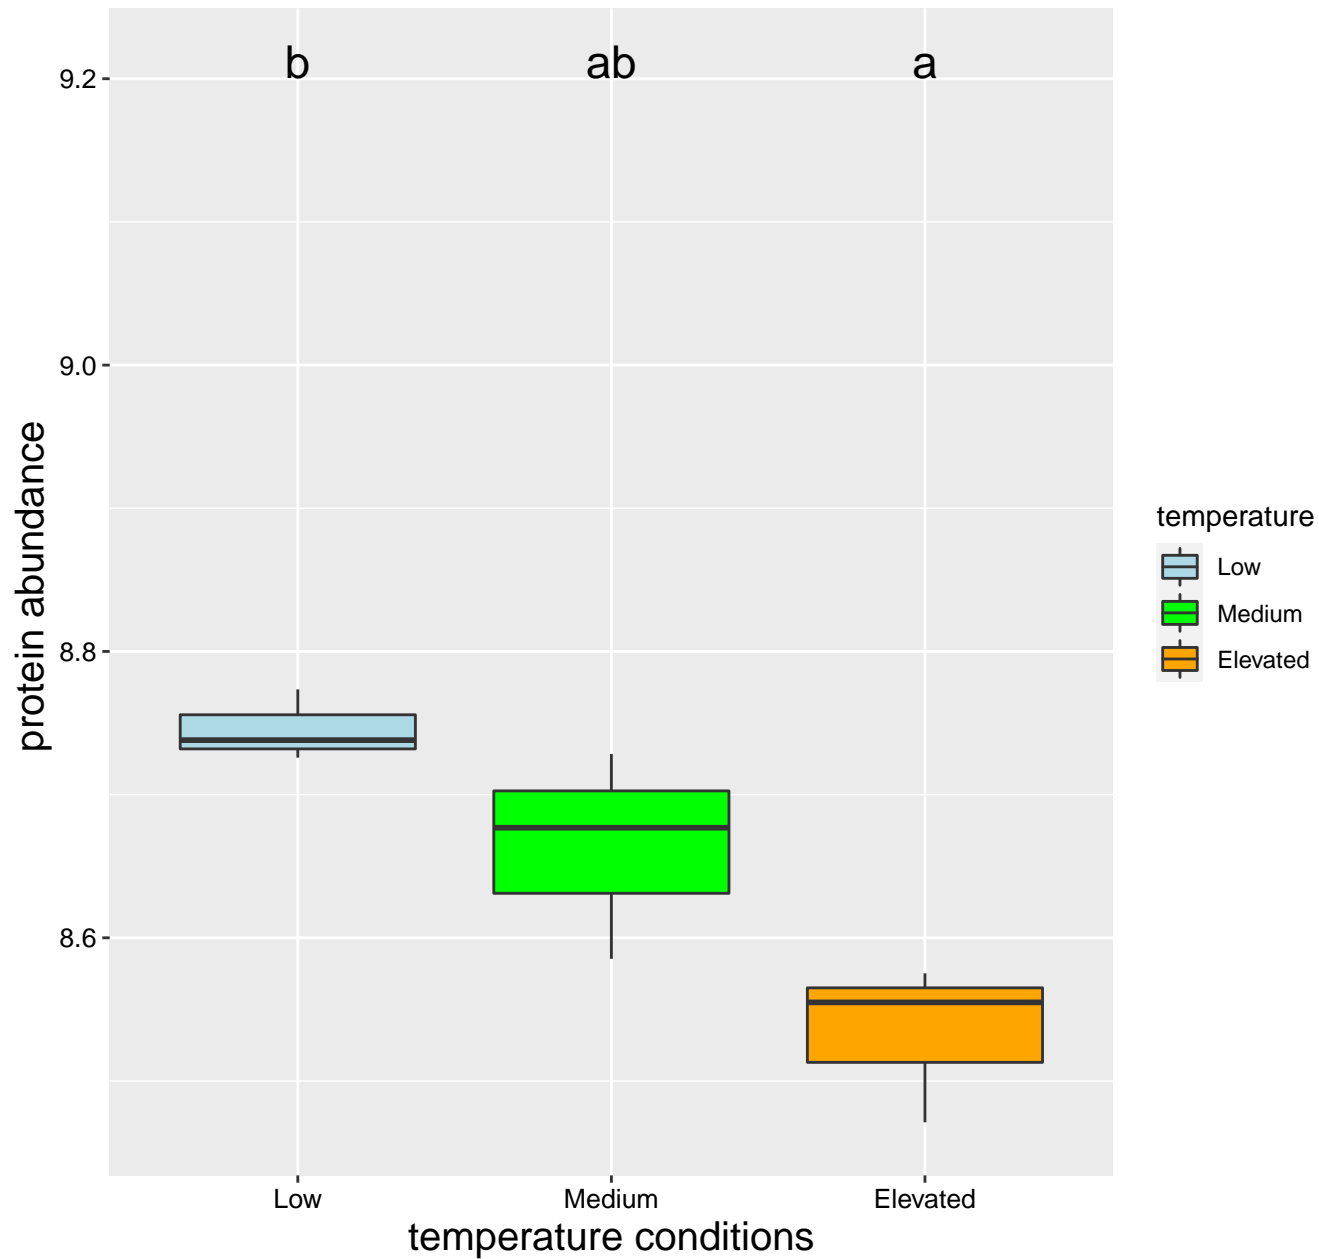 b ab a
9.2
9.0
8.8
8.6
protein abundance
Low Medium Elevated
temperature conditions
temperature
Low
Medium
Elevated